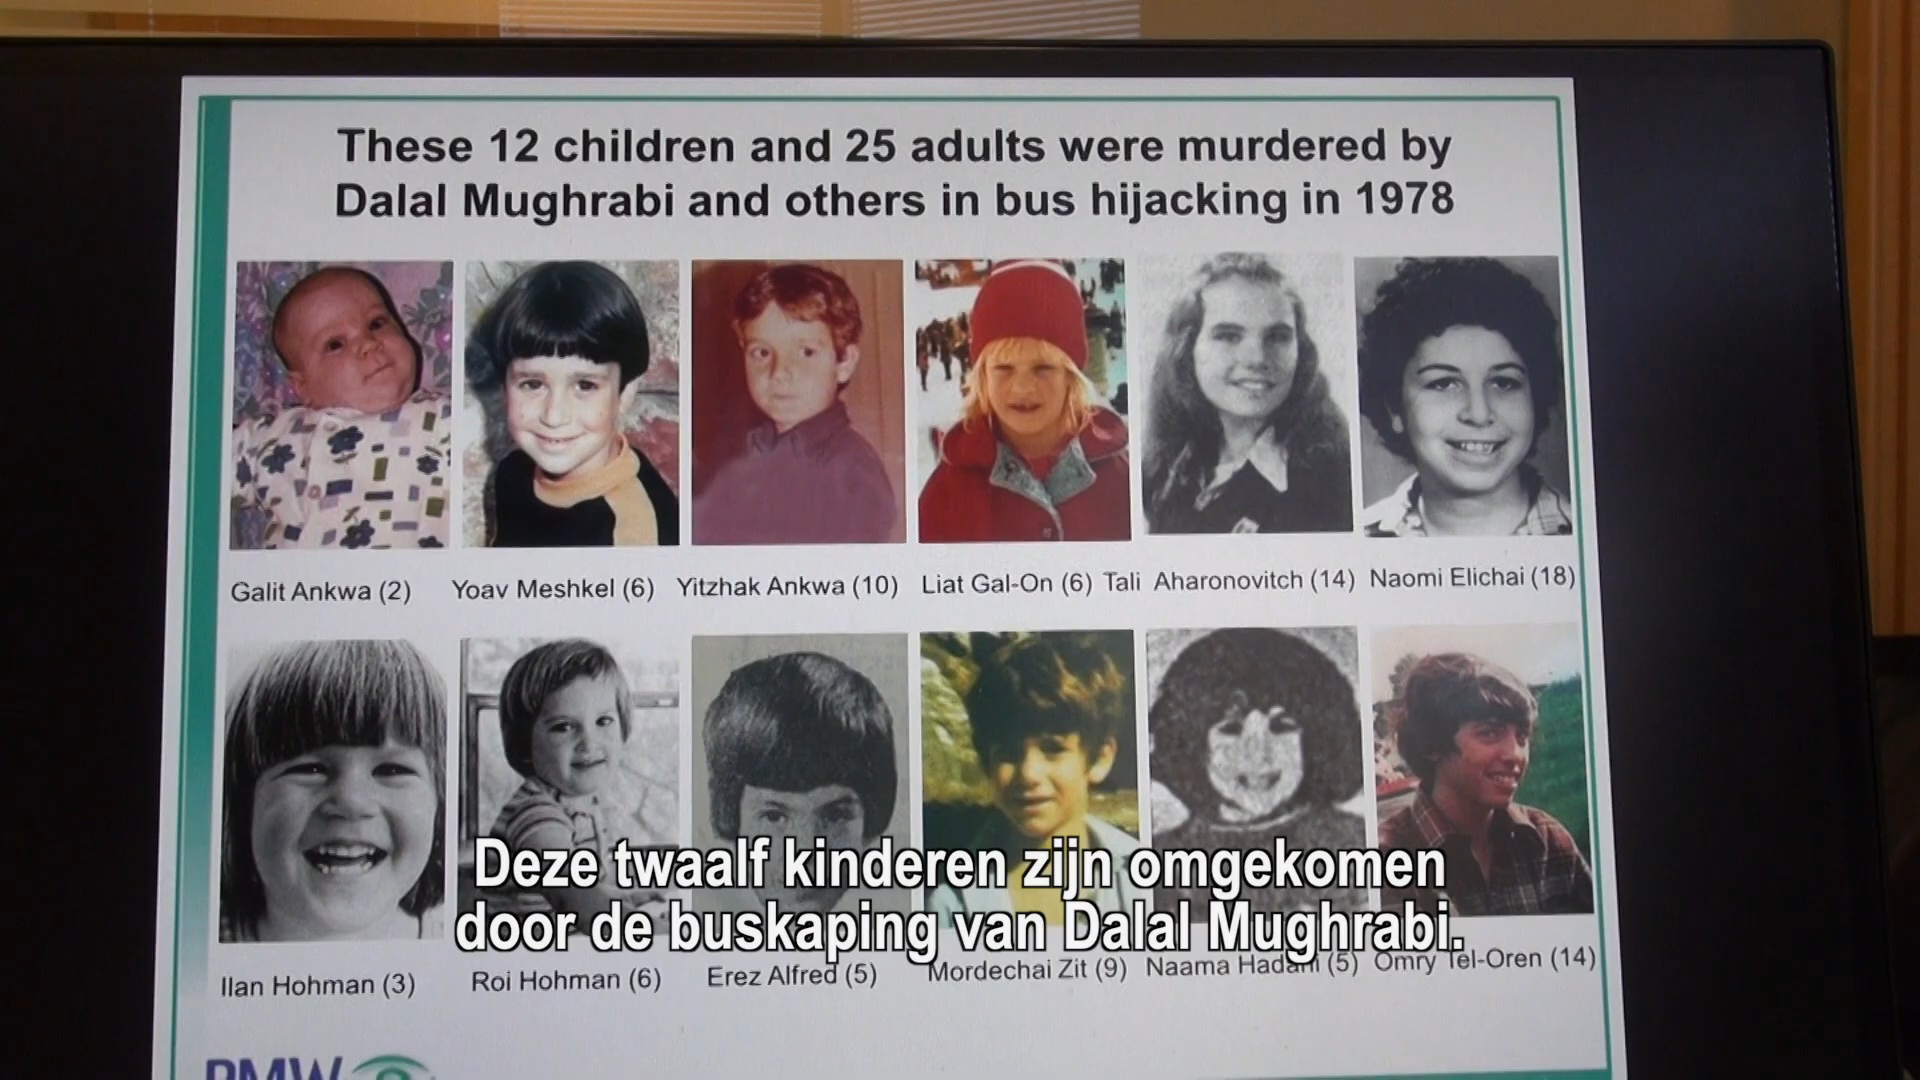 These 12 children and 25 adults were murdered by
Dalal Mughrabi and others in bus hijacking in 1978
Galit Ankwa (2) Yoav Meshkel (6) Yitzhak Ankwa (10) Liat Gal-On (6) Tali Aharonovitch (14) Naomi Elichai (18)
Deze twaalf kinderen zijn omgekomen
door de buskaping van Dalal Mughrabi.
Ilan Hohman (3) Roi Hohman (6) Erez Alfred (5) Mordechai Zit (9) Naama Hadani (5) Omry Tel-Oren (14)
PMW